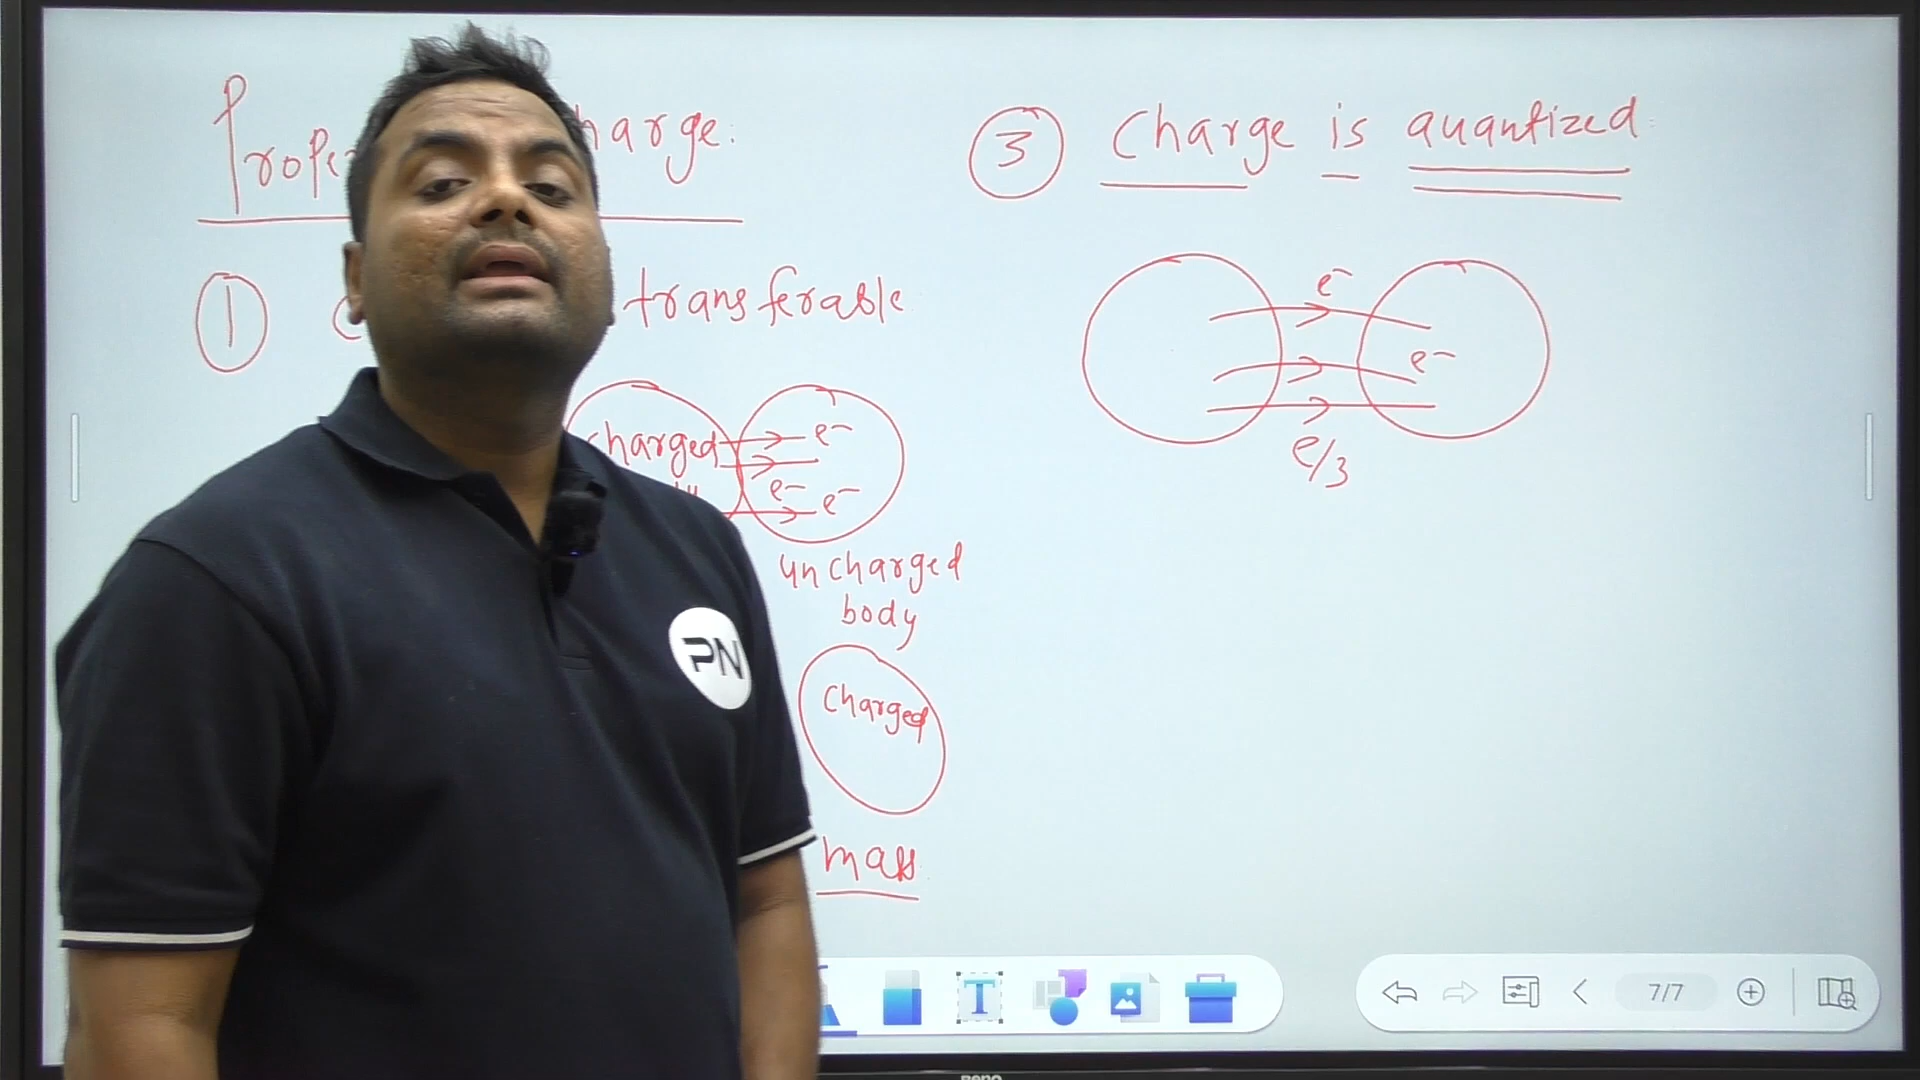 harge:
① transferable
charged e-
e- e-
uncharged
body
Charged
mass
③ Charge is quantized
e-
e-
e/3
PN
T
7/7